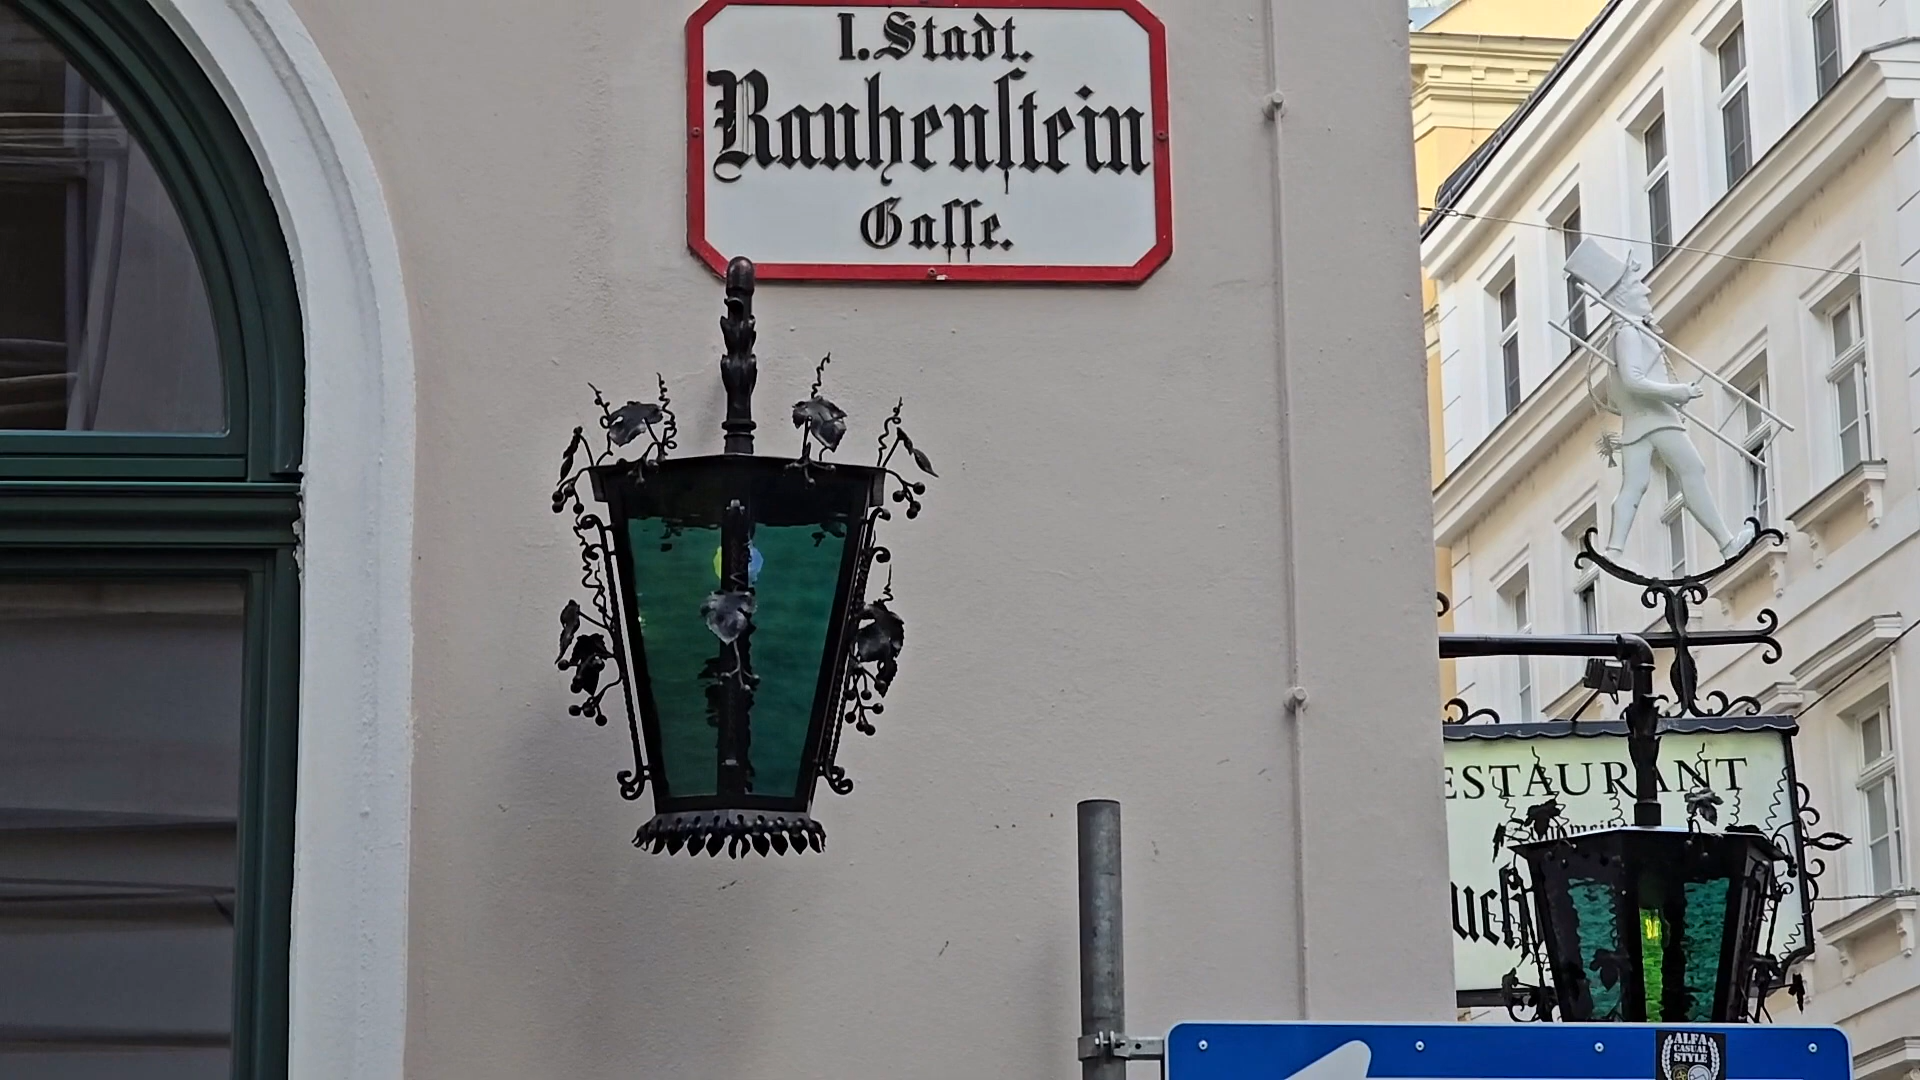 I. Stadt.
Rauhenſtein
Gaſſe.
ESTAURANT
ALFA
CASUAL
STYLE